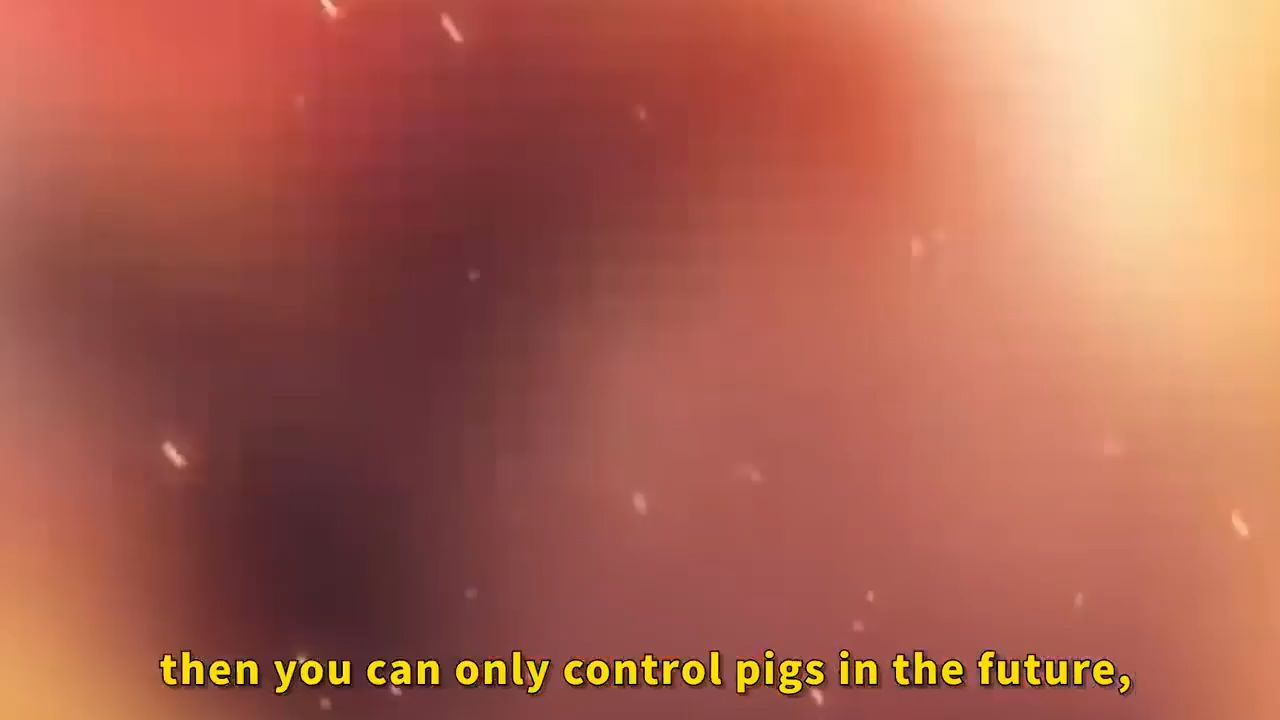 then you can only control pigs in the future,